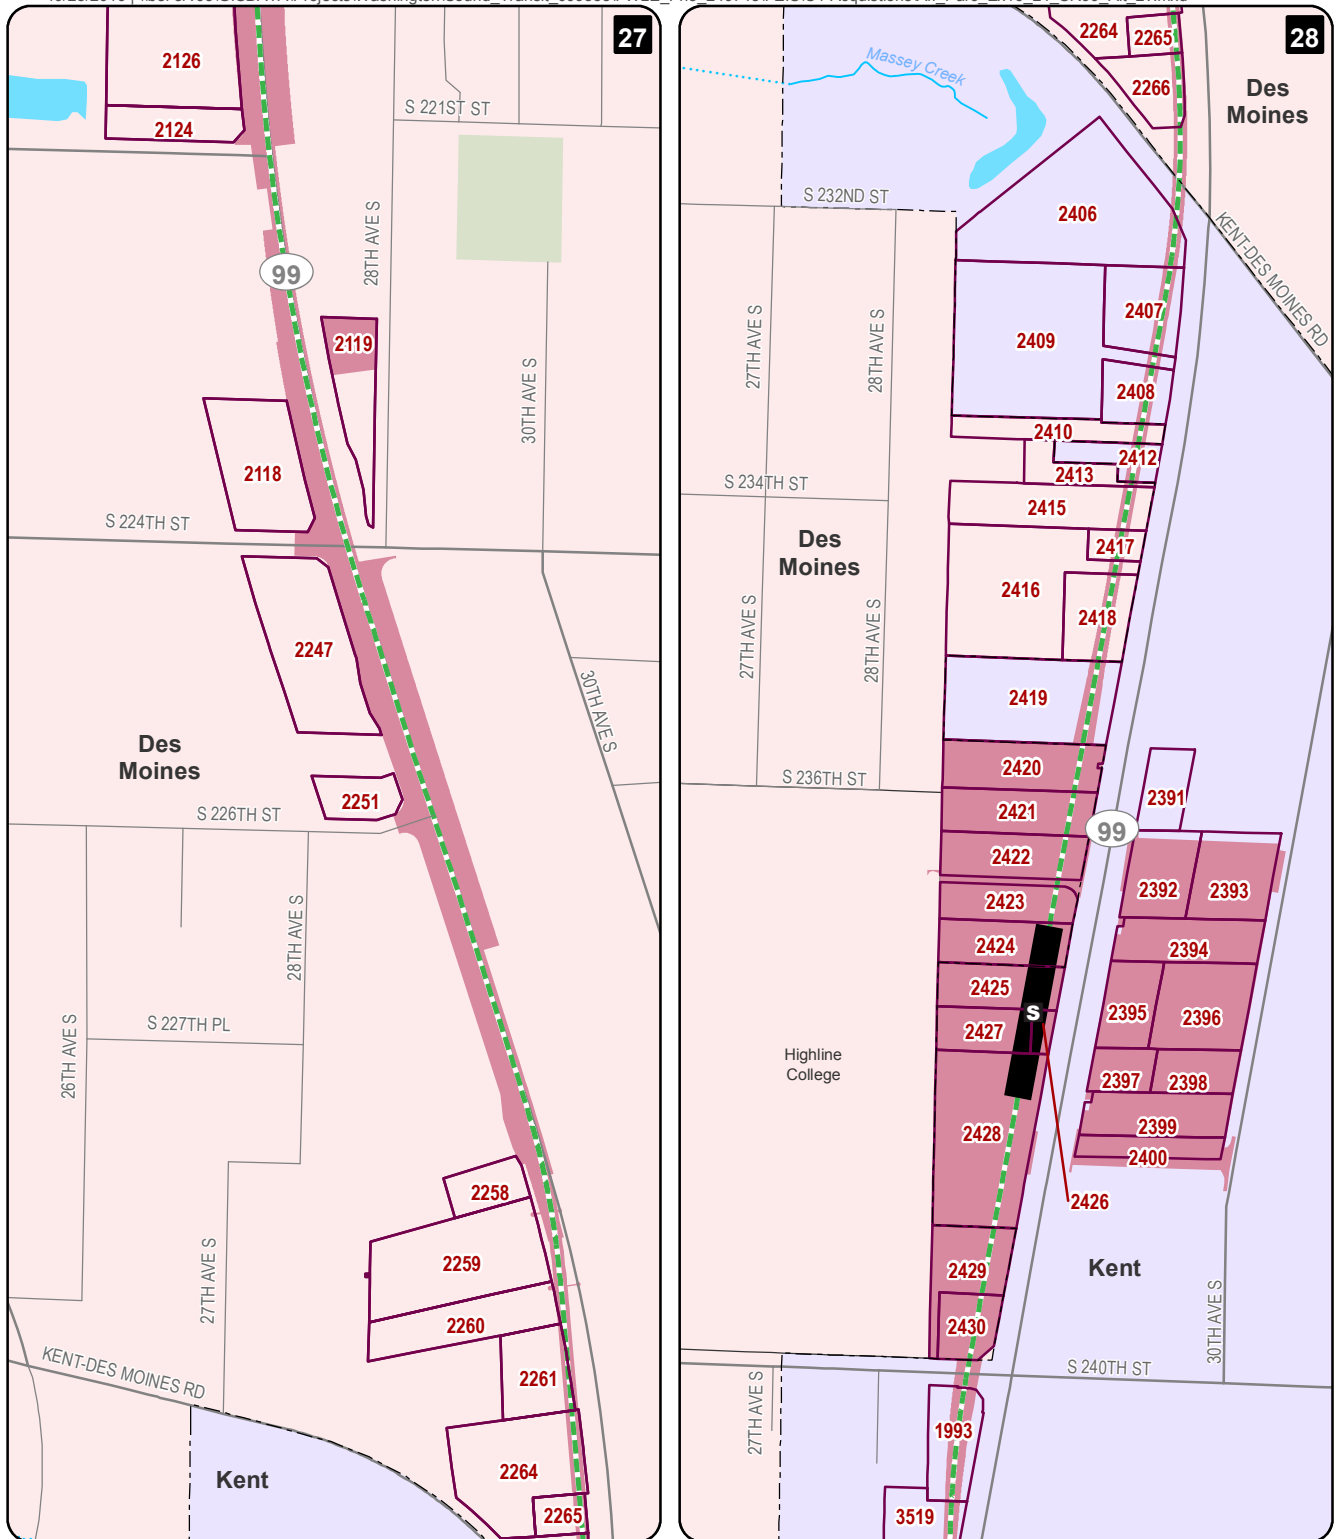 27
2126
2124
S 221ST ST
28TH AVE S
99
2119
30TH AVE S
2118
S 224TH ST
2247
30TH AVE S
Des
Moines
2251
S 226TH ST
28TH AVE S
S 227TH PL
26TH AVE S
2258
2259
27TH AVE S
2260
2261
KENT-DES MOINES RD
2264
Kent
2265
28
2264
2265
Massey Creek
2266
Des
Moines
S 232ND ST
2406
KENT-DES MOINES RD
27TH AVE S
28TH AVE S
2407
2409
2408
2410
2412
2413
S 234TH ST
2415
Des
Moines
2417
2416
2418
27TH AVE S
28TH AVE S
2419
2420
S 236TH ST
2391
2421
99
2422
2392
2393
2423
2424
2394
2425
S
2395
2396
2427
Highline
College
2397
2398
2428
2399
2400
2426
Kent
2429
30TH AVE S
2430
S 240TH ST
27TH AVE S
1993
3519